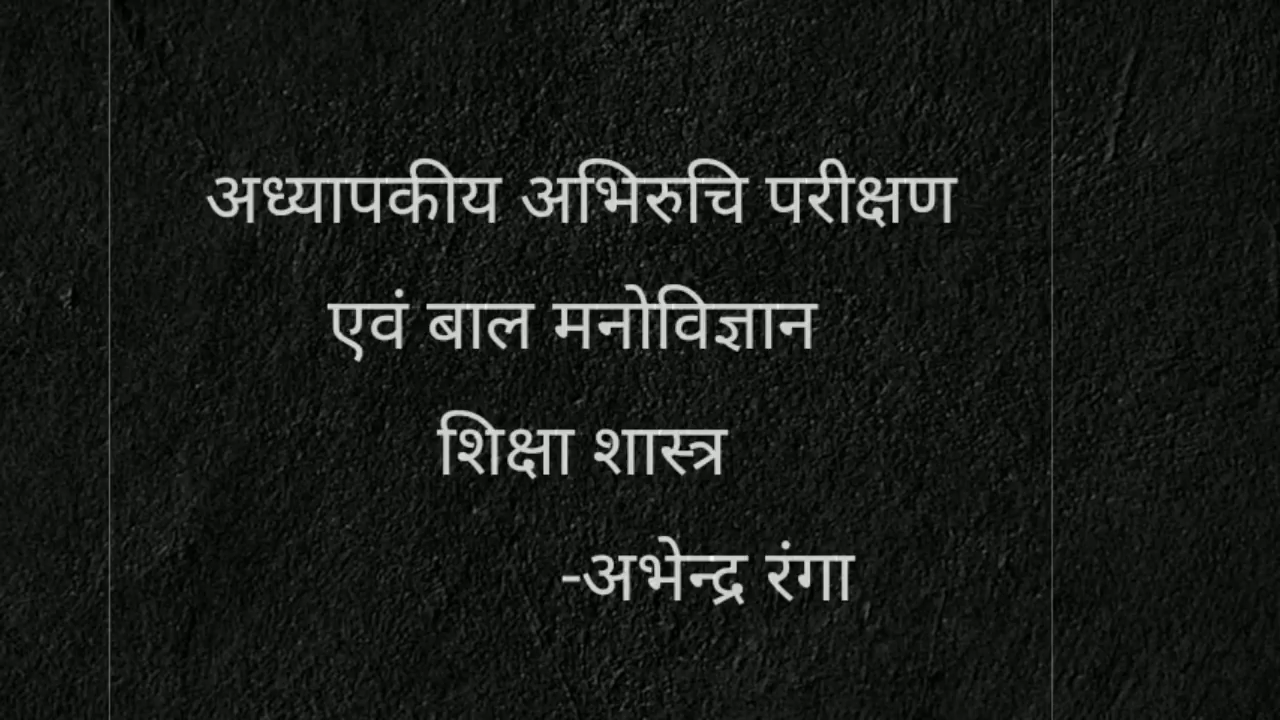 अध्यापकीय अभिरुचि परीक्षण
एवं बाल मनोविज्ञान
शिक्षा शास्त्र
-अभेन्द्र रंगा